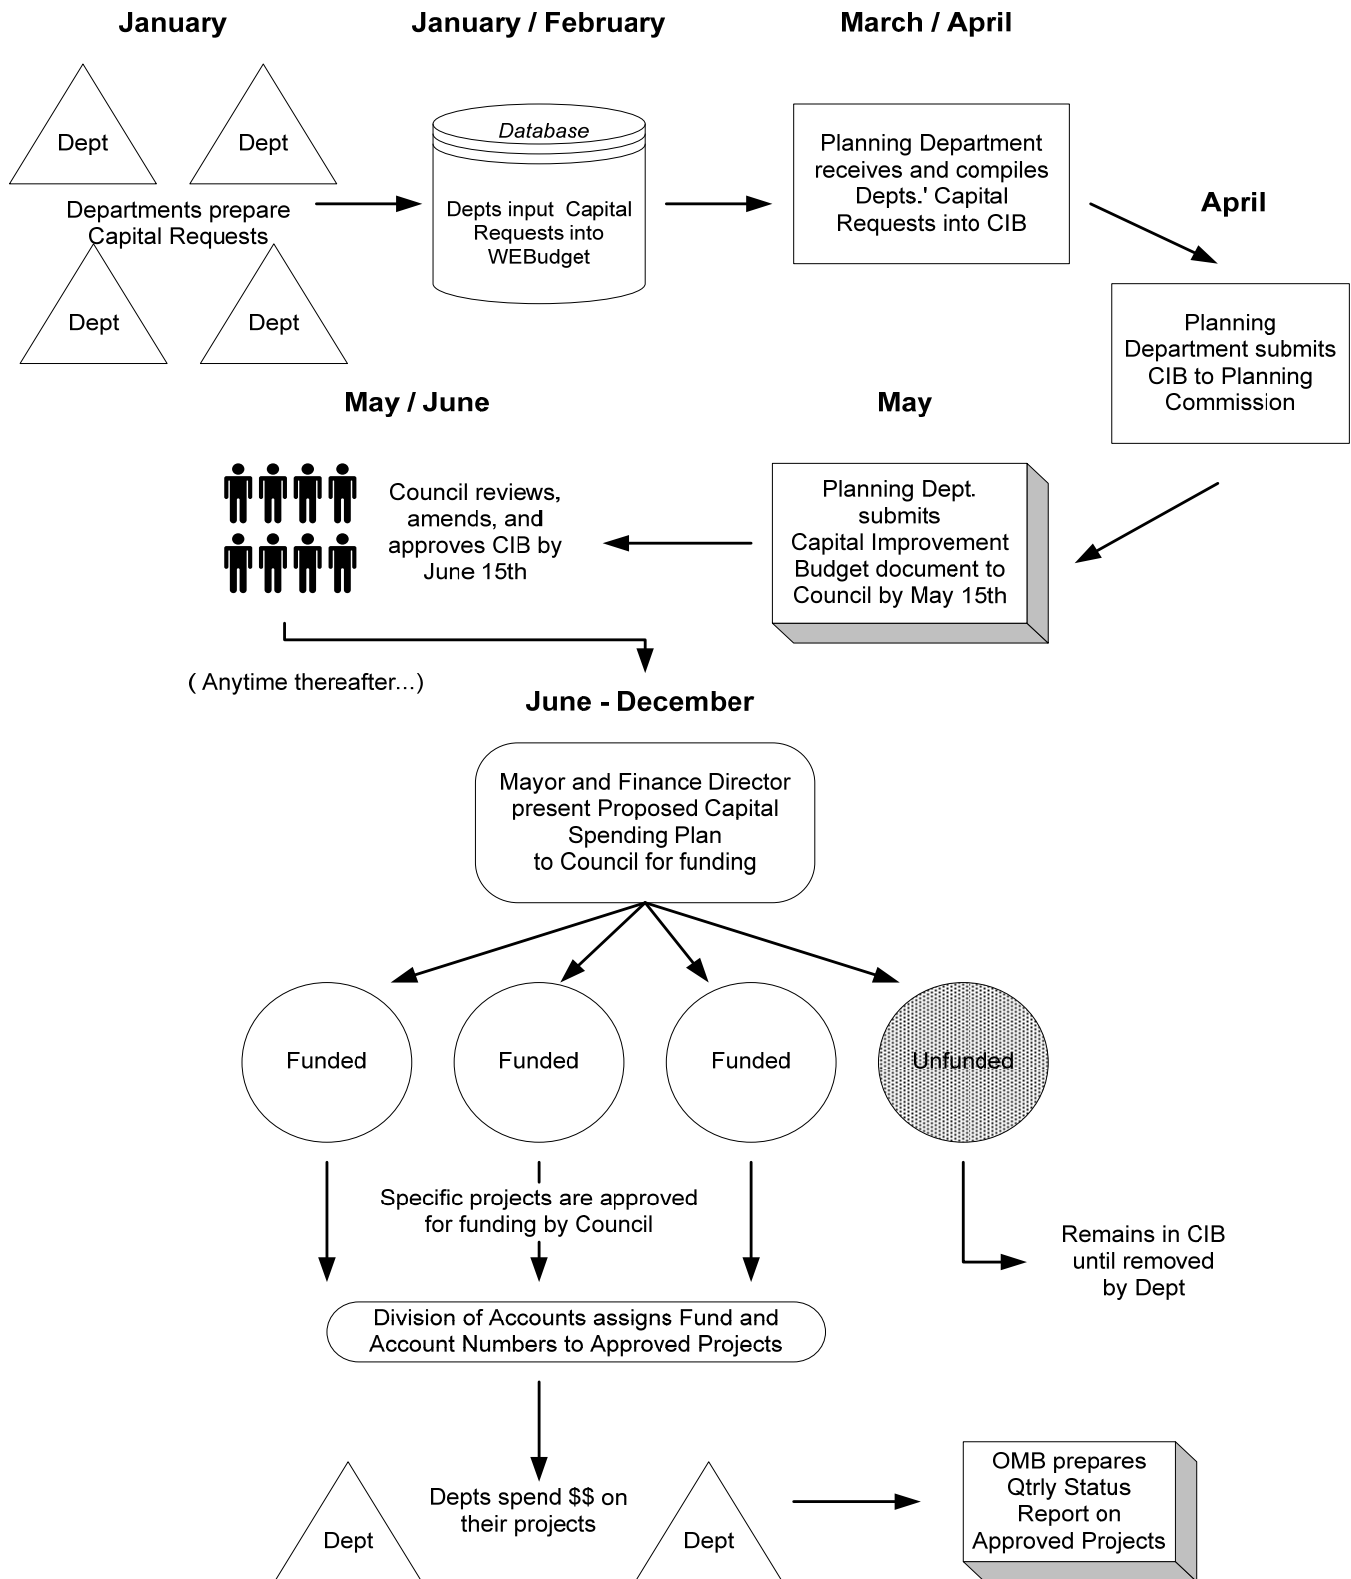 January
January / February
March / April
Dept
Dept
Departments prepare
Capital Requests
Dept
Dept
Database
Depts input Capital
Requests into
WEBudget
Planning Department
receives and compiles
Depts.' Capital
Requests into CIB
April
Planning
Department submits
CIB to Planning
Commission
May
Planning Dept.
submits
Capital Improvement
Budget document to
Council by May 15th
May / June
Council reviews,
amends, and
approves CIB by
June 15th
( Anytime thereafter...)
June - December
Mayor and Finance Director
present Proposed Capital
Spending Plan
to Council for funding
Funded
Funded
Funded
Unfunded
Specific projects are approved
for funding by Council
Remains in CIB
until removed
by Dept
Division of Accounts assigns Fund and
Account Numbers to Approved Projects
Dept
Depts spend $$ on
their projects
Dept
OMB prepares
Qtrly Status
Report on
Approved Projects